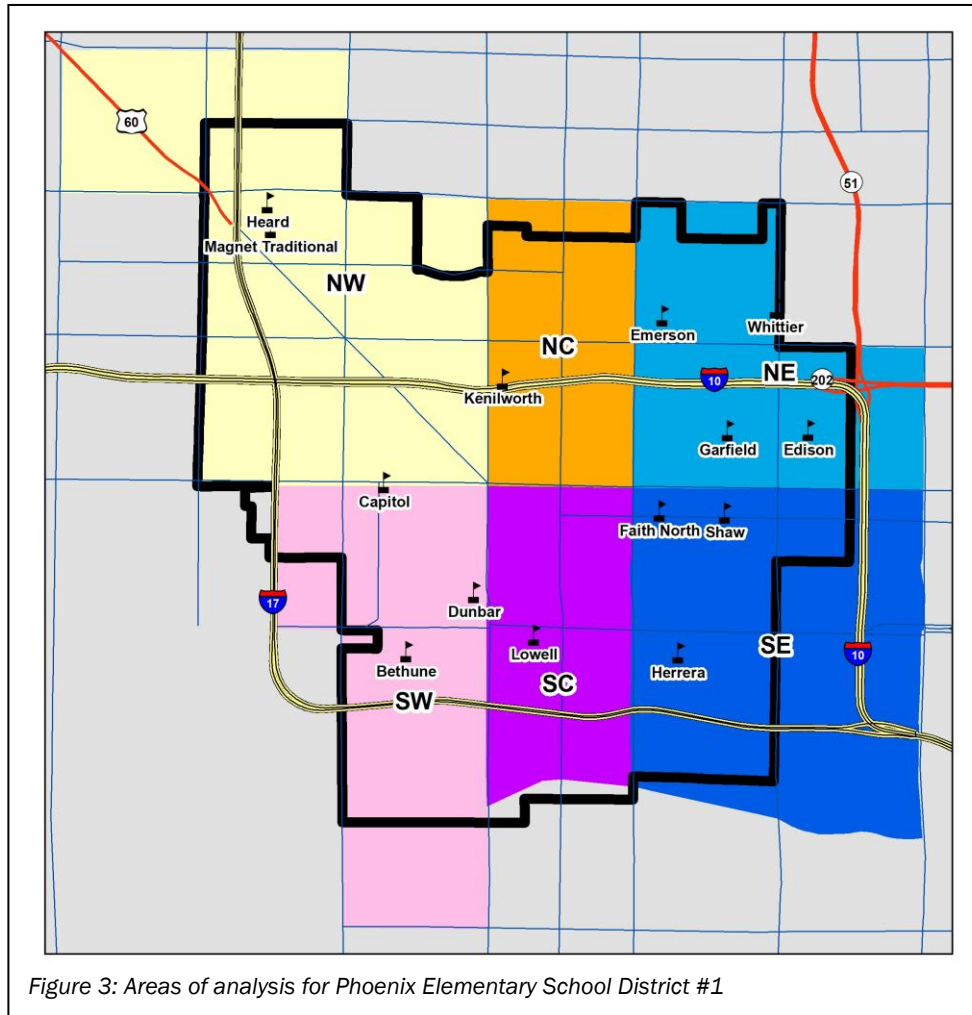 60
51
Heard
Magnet Traditional
NW
Emerson
Whittier
NC
NE
10
202
Kenilworth
Garfield
Edison
Capitol
Faith North
Shaw
17
Dunbar
Lowell
SE
10
Bethune
Herrera
SC
SW
Figure 3: Areas of analysis for Phoenix Elementary School District #1